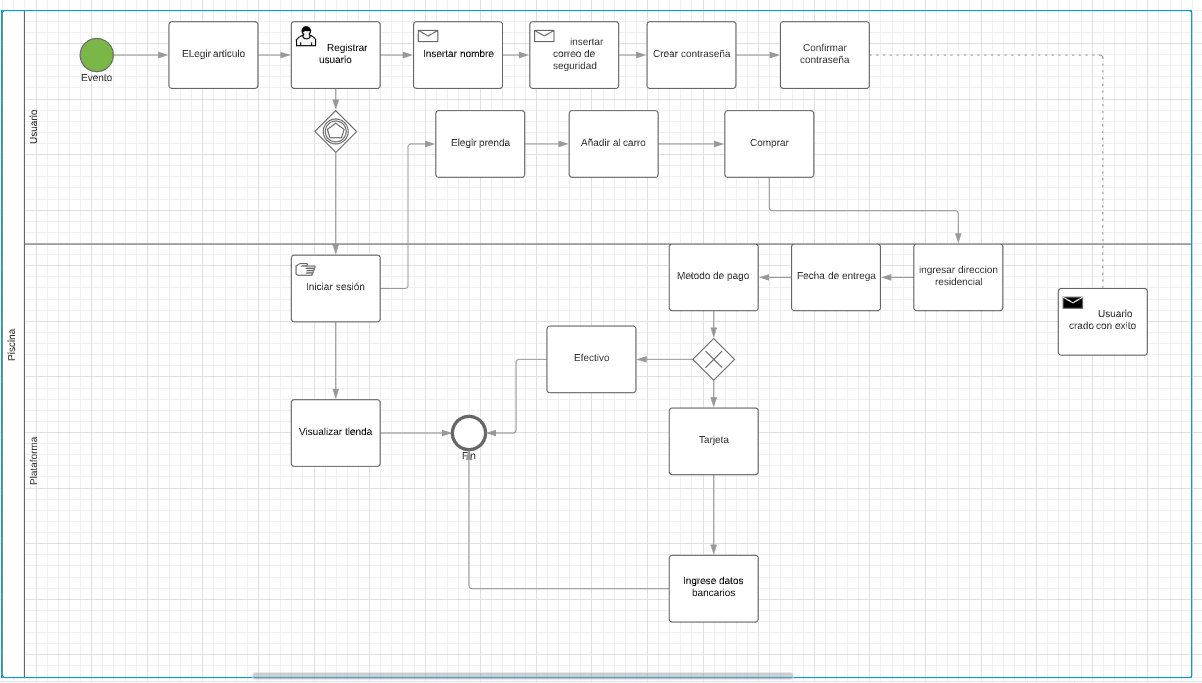 Piscina
Usuario
Evento
ELegir artículo
Registrar
usuario
Insertar nombre
insertar
correo de
seguridad
Crear contraseña
Confirmar
contraseña
Elegir prenda
Añadir al carro
Comprar
Plataforma
Iniciar sesión
Metodo de pago
Fecha de entrega
ingresar direccion
residencial
Usuario
crado con exito
Efectivo
Visualizar tienda
Fin
Tarjeta
Ingrese datos
bancarios